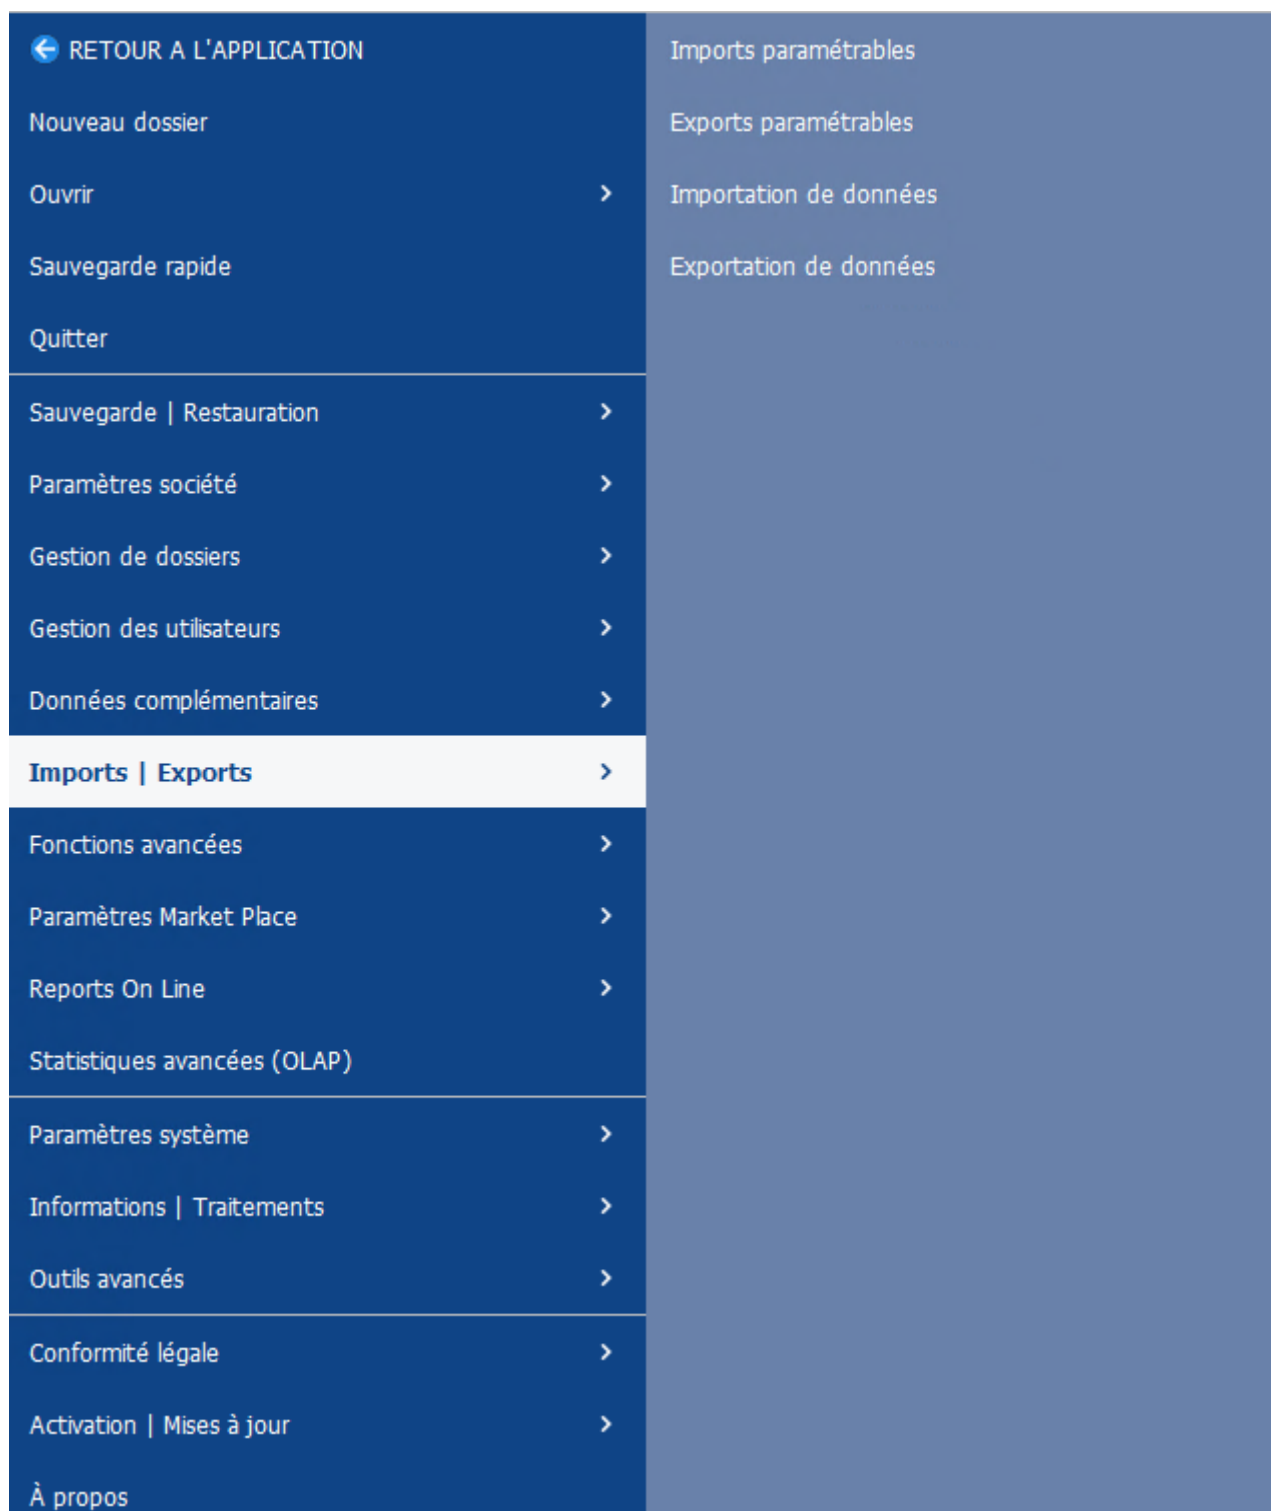 RETOUR A L'APPLICATION
Nouveau dossier
Ouvrir
Sauvegarde rapide
Quitter
Sauvegarde | Restauration
Paramètres société
Gestion de dossiers
Gestion des utilisateurs
Données complémentaires
Imports | Exports
Fonctions avancées
Paramètres Market Place
Reports On Line
Statistiques avancées (OLAP)
Paramètres système
Informations | Traitements
Outils avancés
Conformité légale
Activation | Mises à jour
À propos
Imports paramétrables
Exports paramétrables
Importation de données
Exportation de données